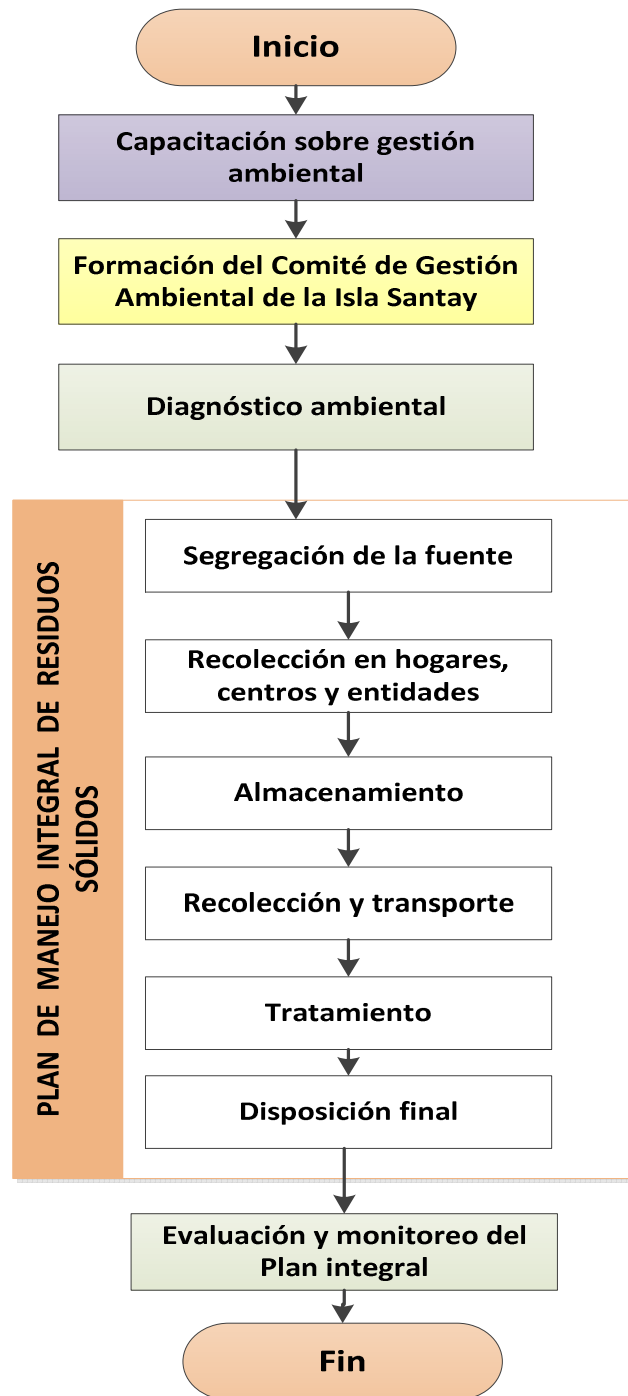 Inicio
Capacitación sobre gestión
ambiental
Formación del Comité de Gestión
Ambiental de la Isla Santay
Diagnóstico ambiental
PLAN DE MANEJO INTEGRAL DE RESIDUOS
SÓLIDOS
Segregación de la fuente
Recolección en hogares,
centros y entidades
Almacenamiento
Recolección y transporte
Tratamiento
Disposición final
Evaluación y monitoreo del
Plan integral
Fin